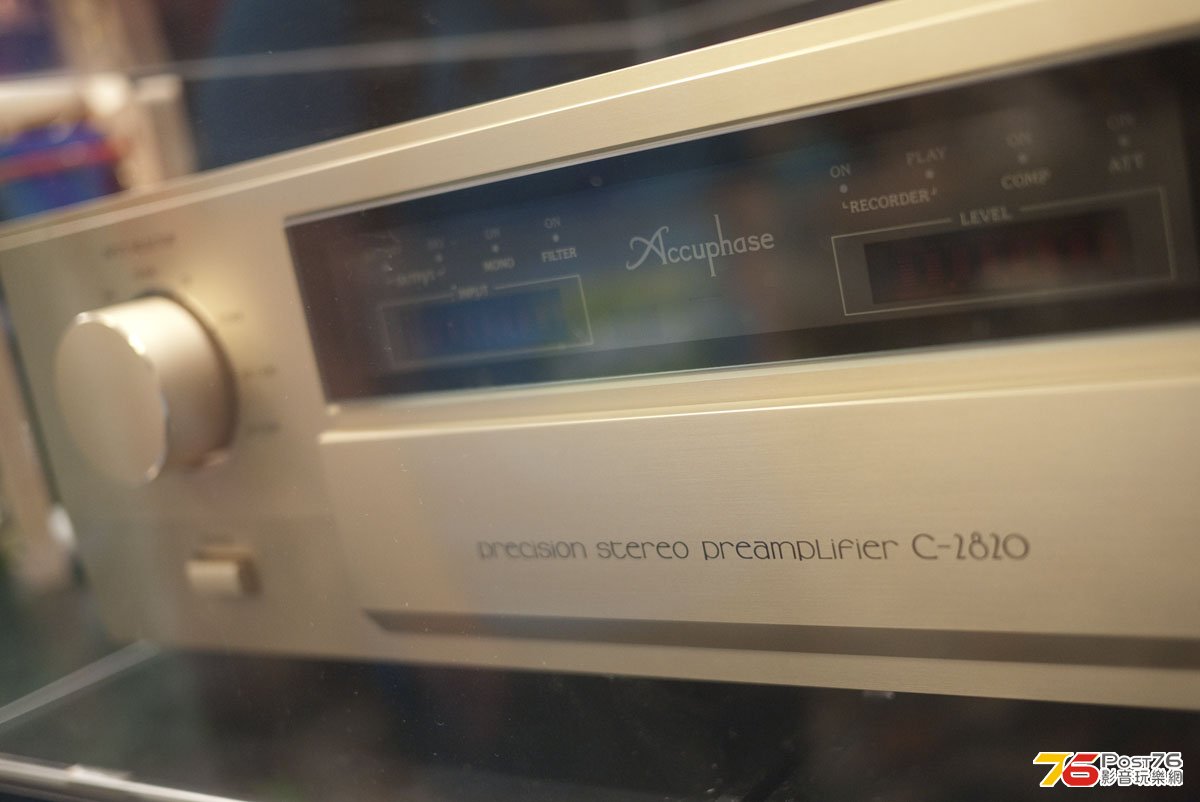 ON
PLAY
ON
ON
RECORDER
COMP
ATT
LEVEL
ON
ON
MONO
FILTER
OUTPUT
INPUT
Accuphase
precision stereo preamplifier C-2820
76 Post76
影音玩樂網